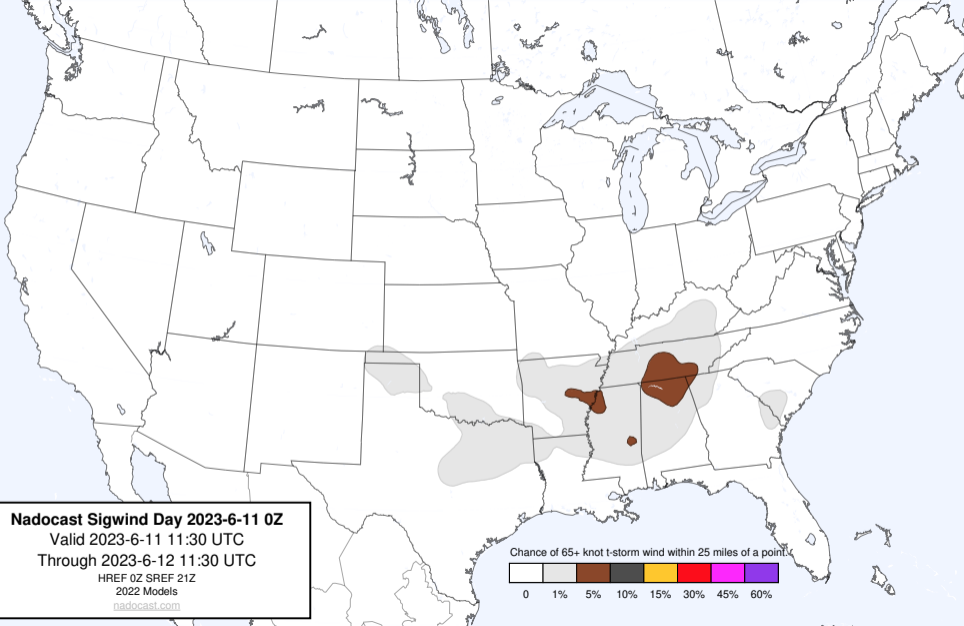 Nadocast Sigwind Day 2023-6-11 0Z
Valid 2023-6-11 11:30 UTC
Through 2023-6-12 11:30 UTC
HREF 0Z SREF 21Z
2022 Models
nadocast.com
Chance of 65+ knot t-storm wind within 25 miles of a point.
0 1% 5% 10% 15% 30% 45% 60%